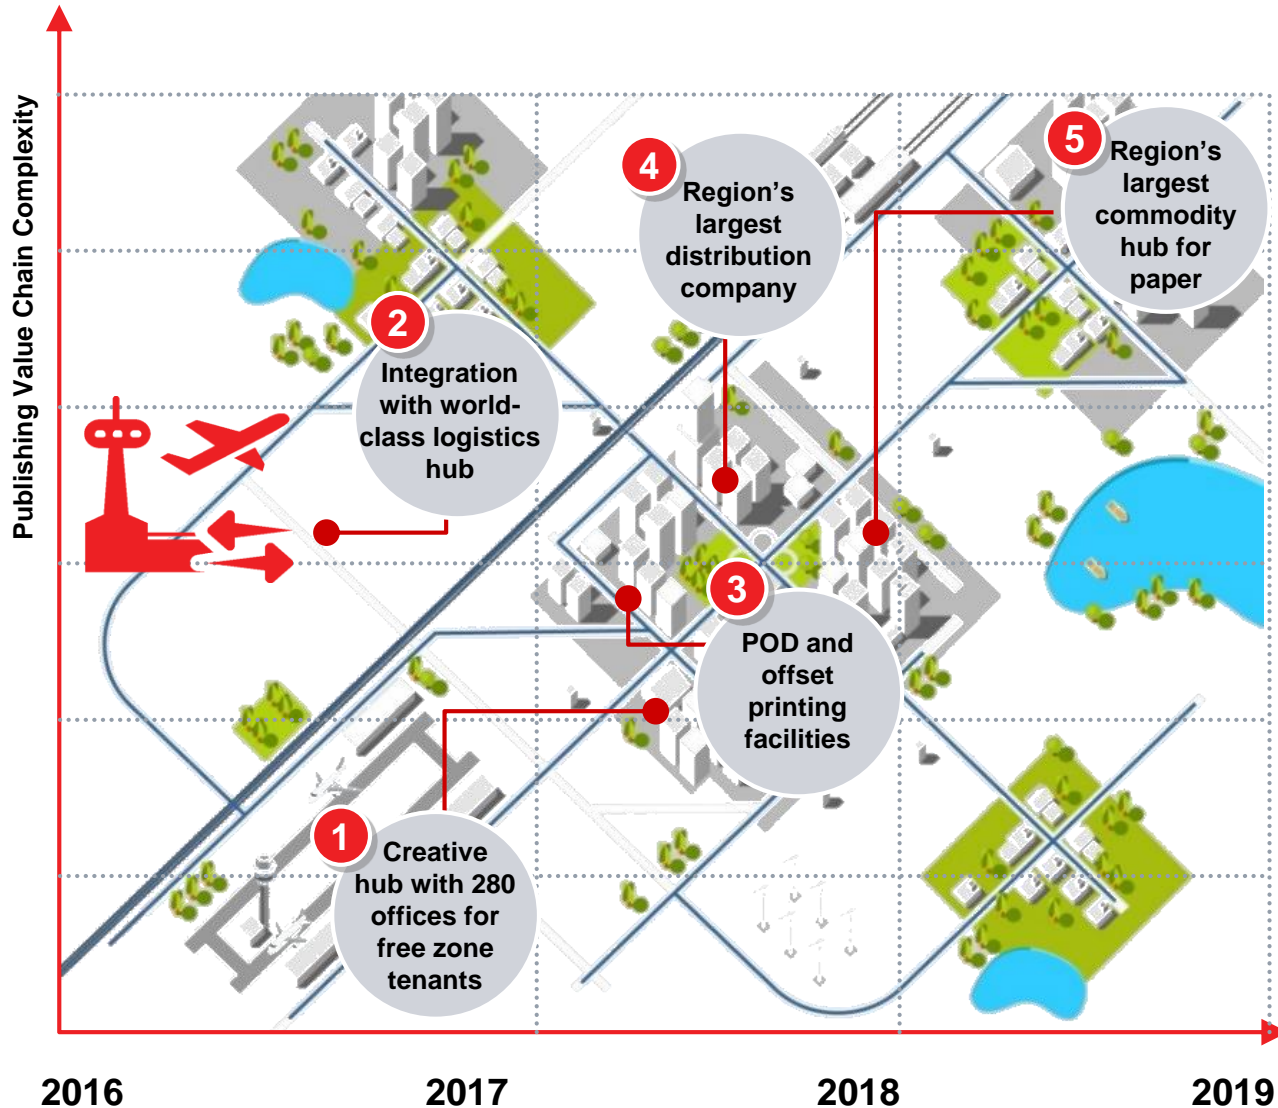 Publishing Value Chain Complexity
5
Region’s
largest
commodity
hub for
paper
4
Region’s
largest
distribution
company
2
Integration
with world-
class logistics
hub
3
POD and
offset
printing
facilities
1
Creative
hub with 280
offices for
free zone
tenants
2016
2017
2018
2019